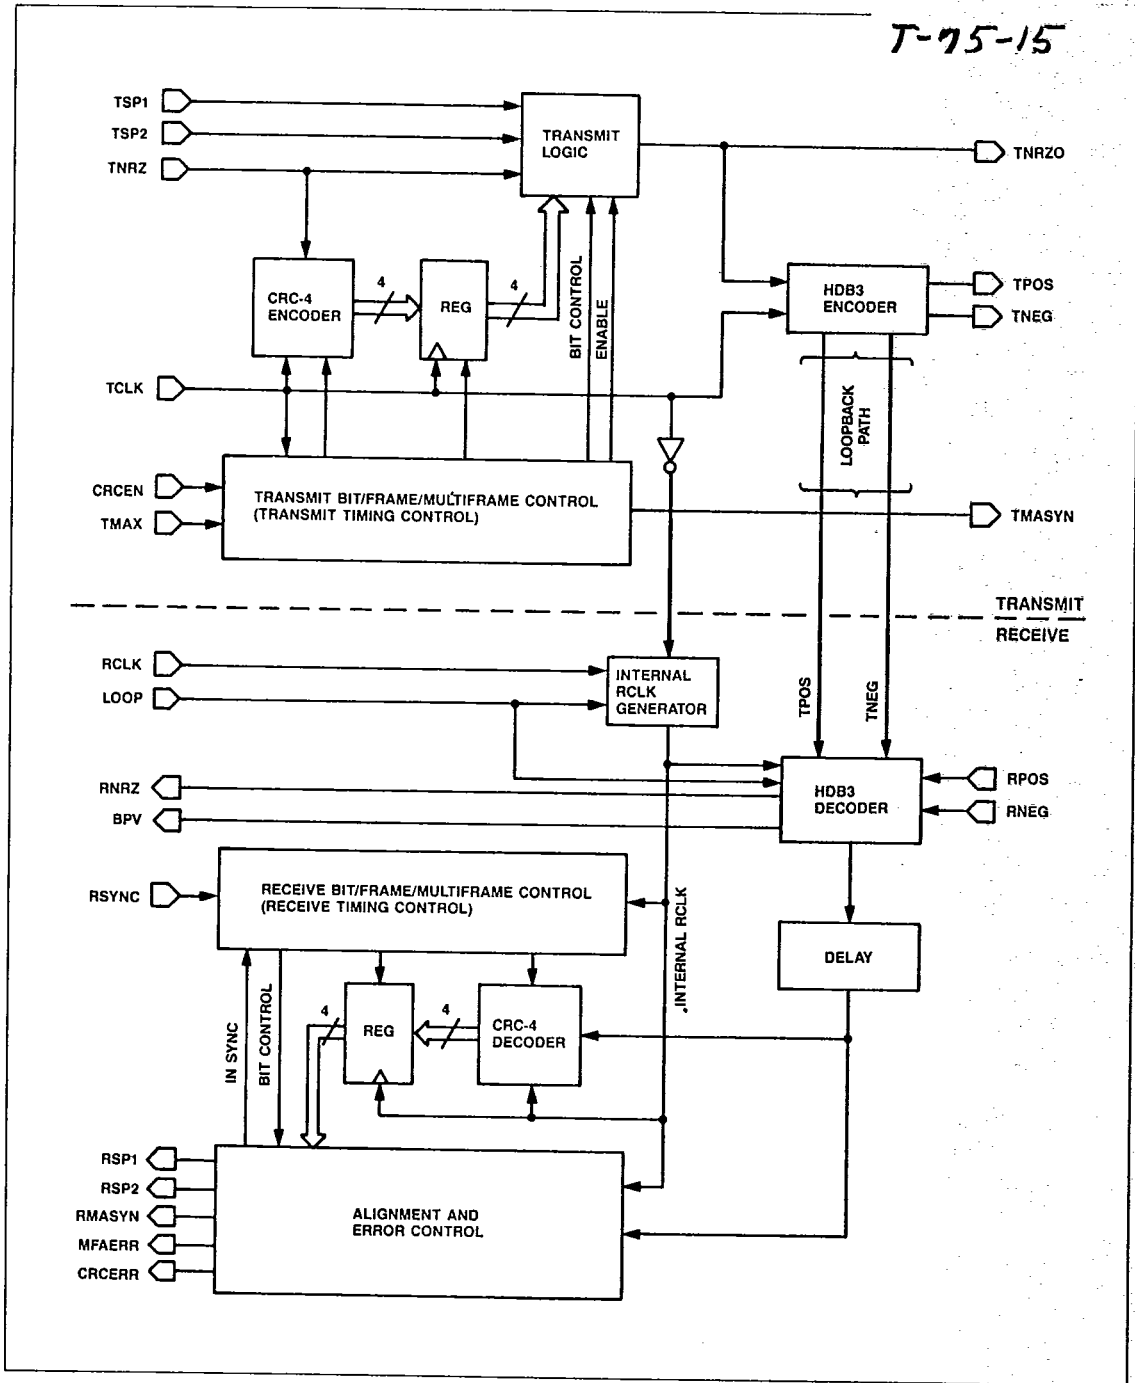 T-75-15
TSP1
TSP2
TNRZ
TRANSMIT
LOGIC
TNRZO
CRC-4
ENCODER
4
REG
4
BIT CONTROL
ENABLE
HDB3
ENCODER
TPOS
TNEG
TCLK
LOOPBACK
PATH
CRCEN
TMAX
TRANSMIT BIT/FRAME/MULTIFRAME CONTROL
(TRANSMIT TIMING CONTROL)
TMASYN
TRANSMIT
RECEIVE
RCLK
LOOP
INTERNAL
RCLK
GENERATOR
TPOS
TNEG
RNRZ
BPV
HDB3
DECODER
RPOS
RNEG
RSYNC
RECEIVE BIT/FRAME/MULTIFRAME CONTROL
(RECEIVE TIMING CONTROL)
INTERNAL RCLK
DELAY
IN SYNC
BIT CONTROL
4
REG
4
CRC-4
DECODER
RSP1
RSP2
RMASYN
MFAERR
CRCERR
ALIGNMENT AND
ERROR CONTROL